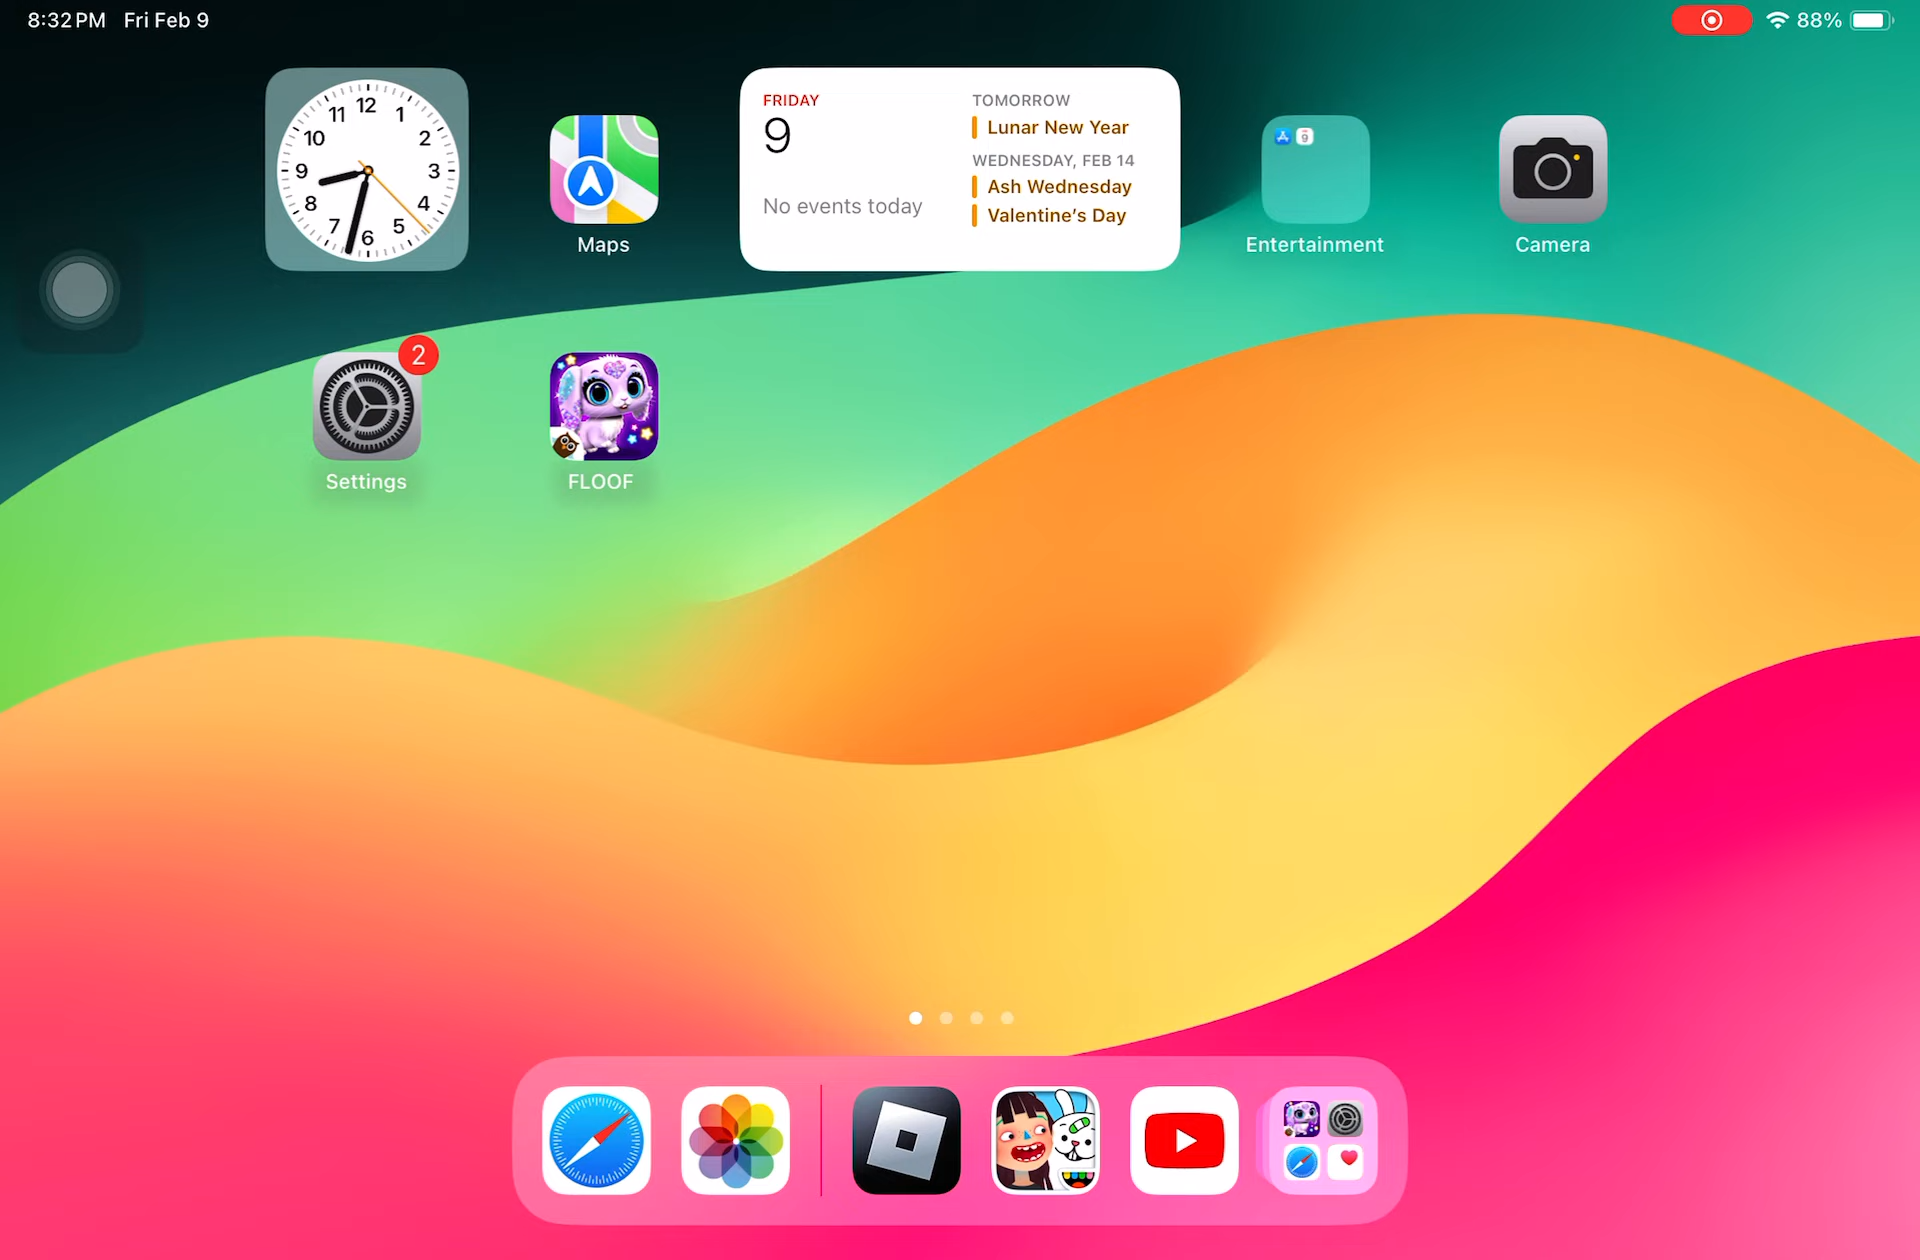 8:32 PM Fri Feb 9
88%
12
1
2
3
4
5
6
7
8
9
10
11
Maps
FRIDAY
9
No events today
TOMORROW
Lunar New Year
WEDNESDAY, FEB 14
Ash Wednesday
Valentine's Day
9
Entertainment
Camera
2
Settings
FLOOF